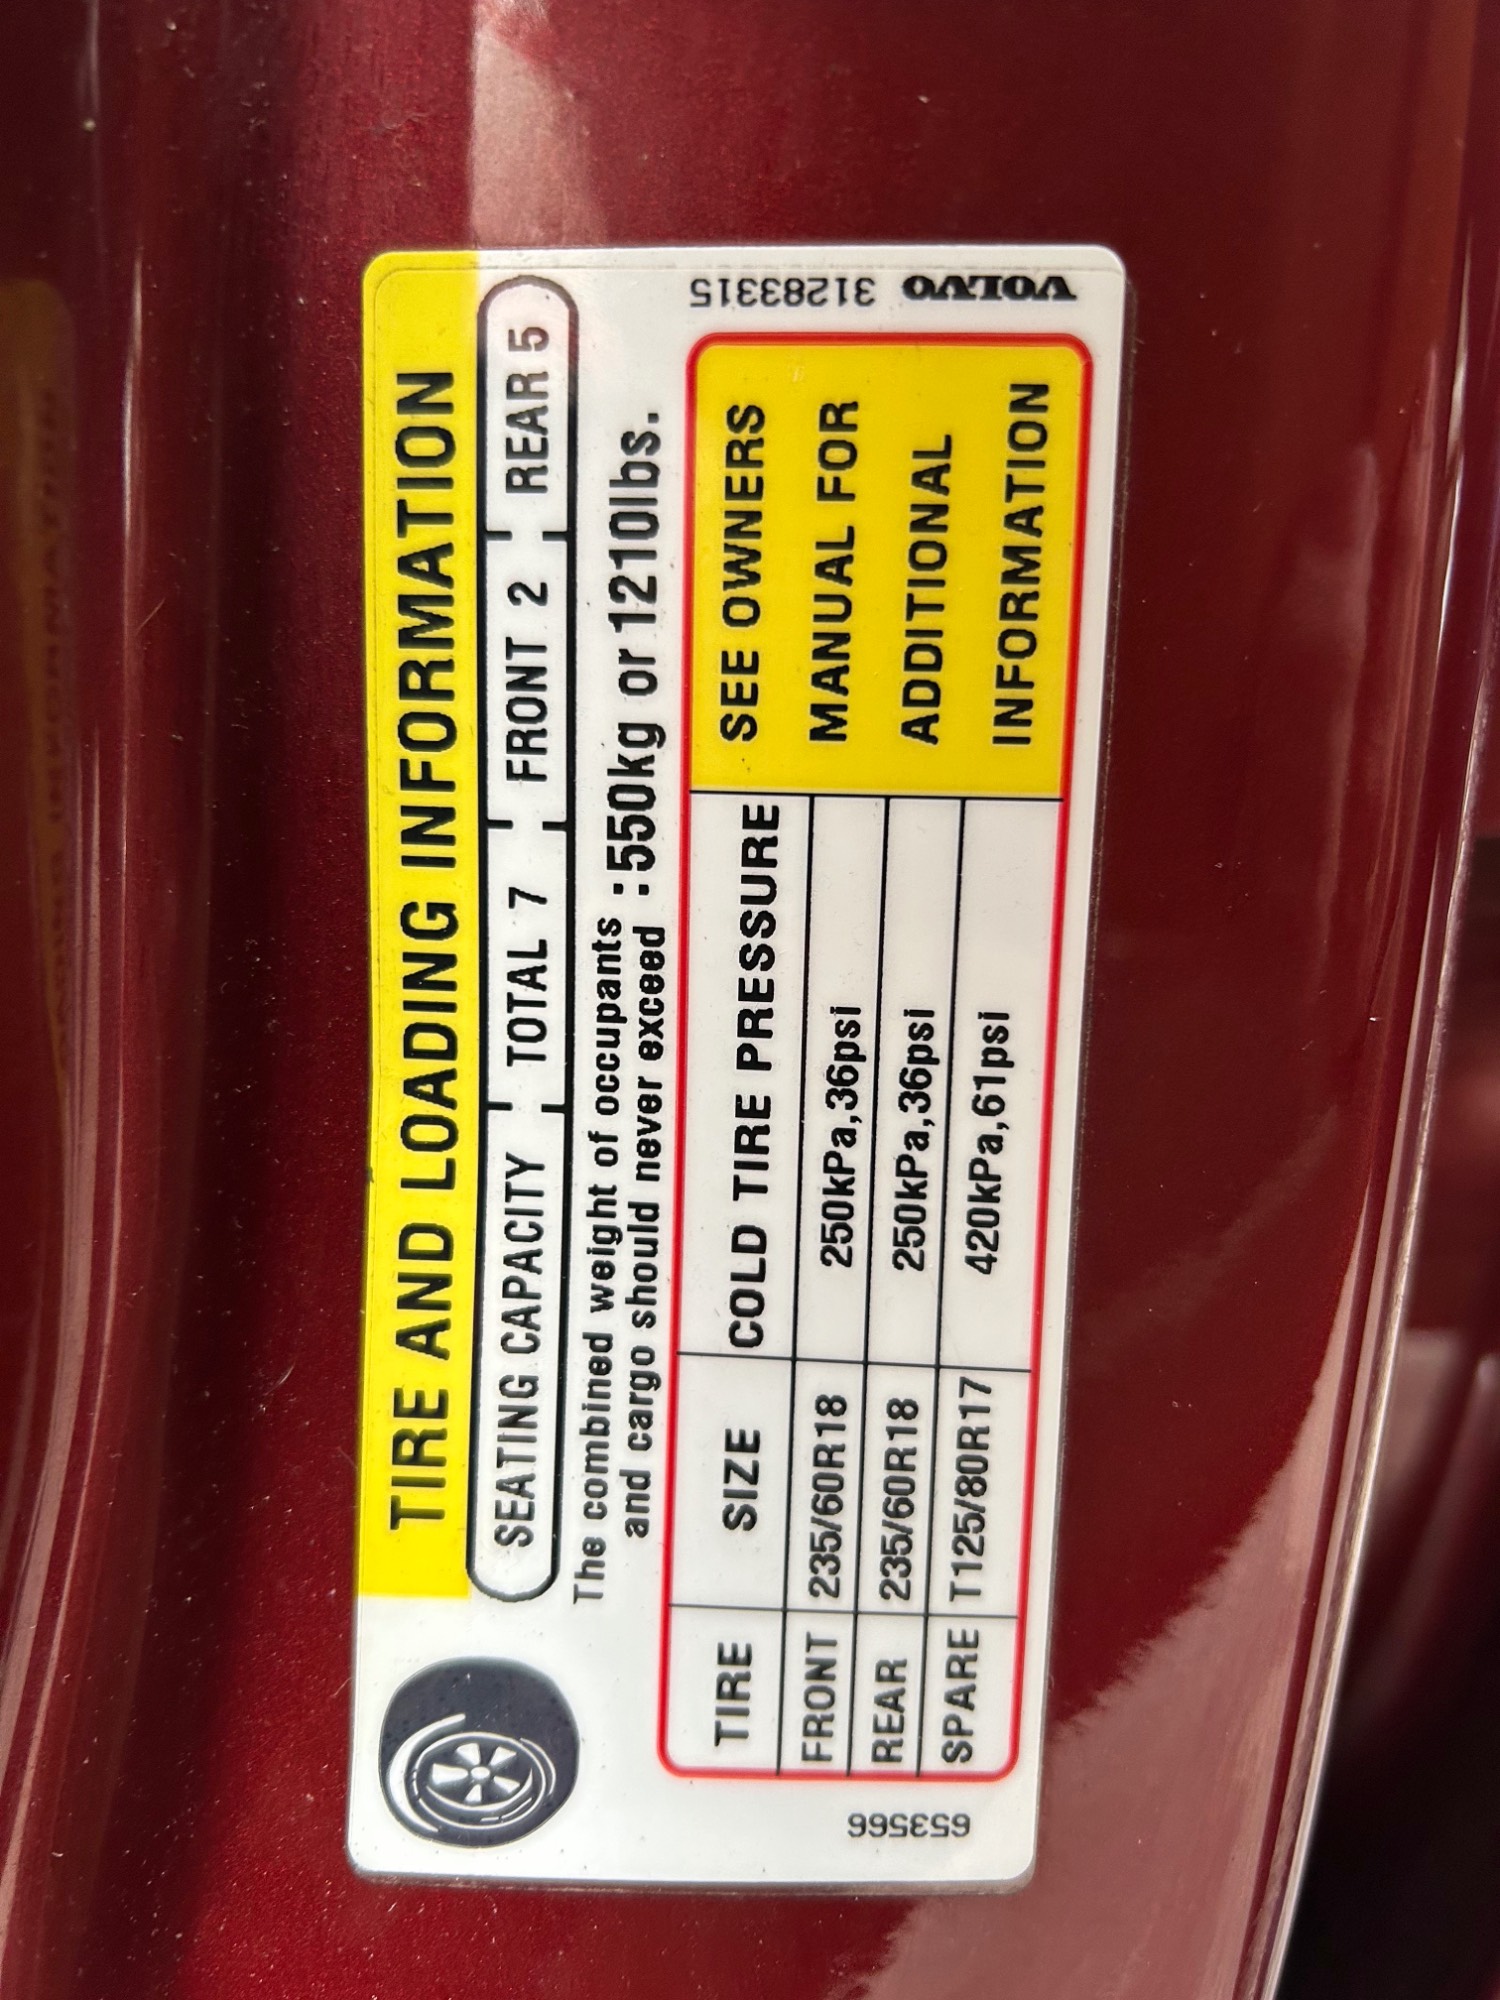 TIRE AND LOADING INFORMATION
SEATING CAPACITY TOTAL 7 FRONT 2 REAR 5
The combined weight of occupants
and cargo should never exceed :550kg or 1210lbs.
TIRE SIZE COLD TIRE PRESSURE
FRONT 235/60R18 250kPa,36psi
REAR 235/60R18 250kPa,36psi
SPARE T125/80R17 420kPa,61psi
SEE OWNERS
MANUAL FOR
ADDITIONAL
INFORMATION
653566
VOLVO 31283315